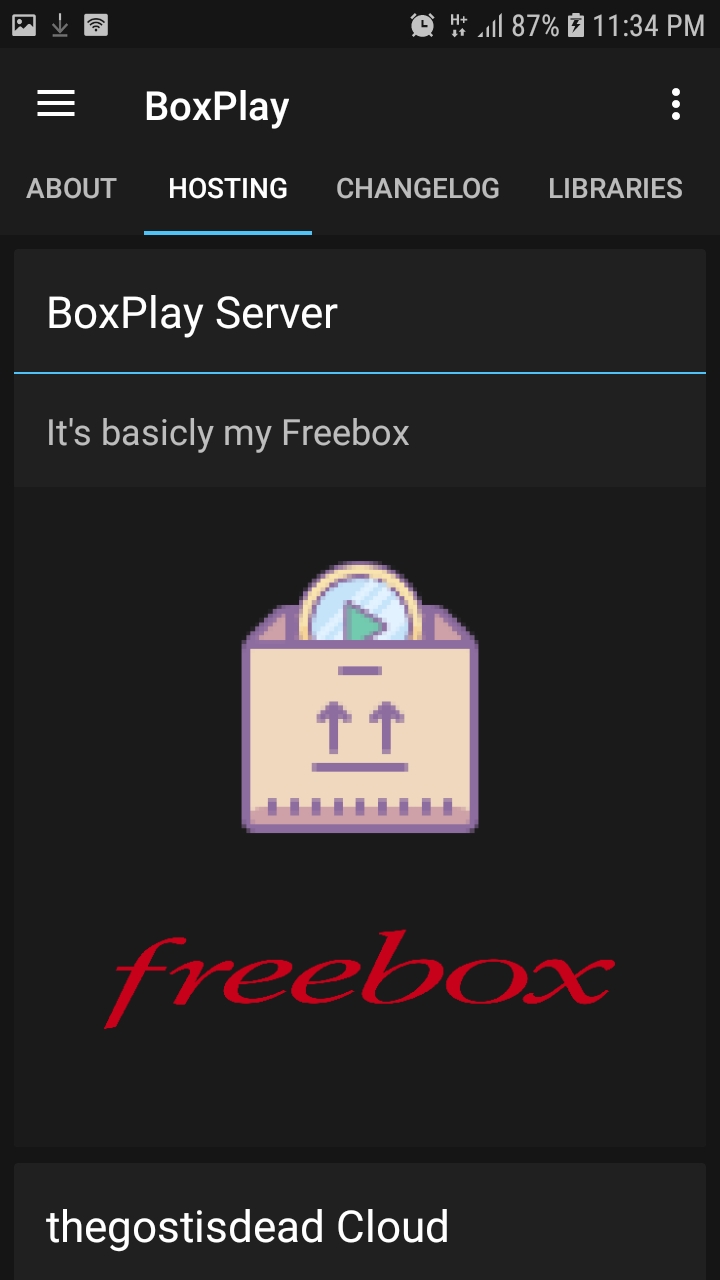 H+ 87% 11:34 PM
BoxPlay
ABOUT HOSTING CHANGELOG LIBRARIES
BoxPlay Server
It's basicly my Freebox
freebox
thegostisdead Cloud